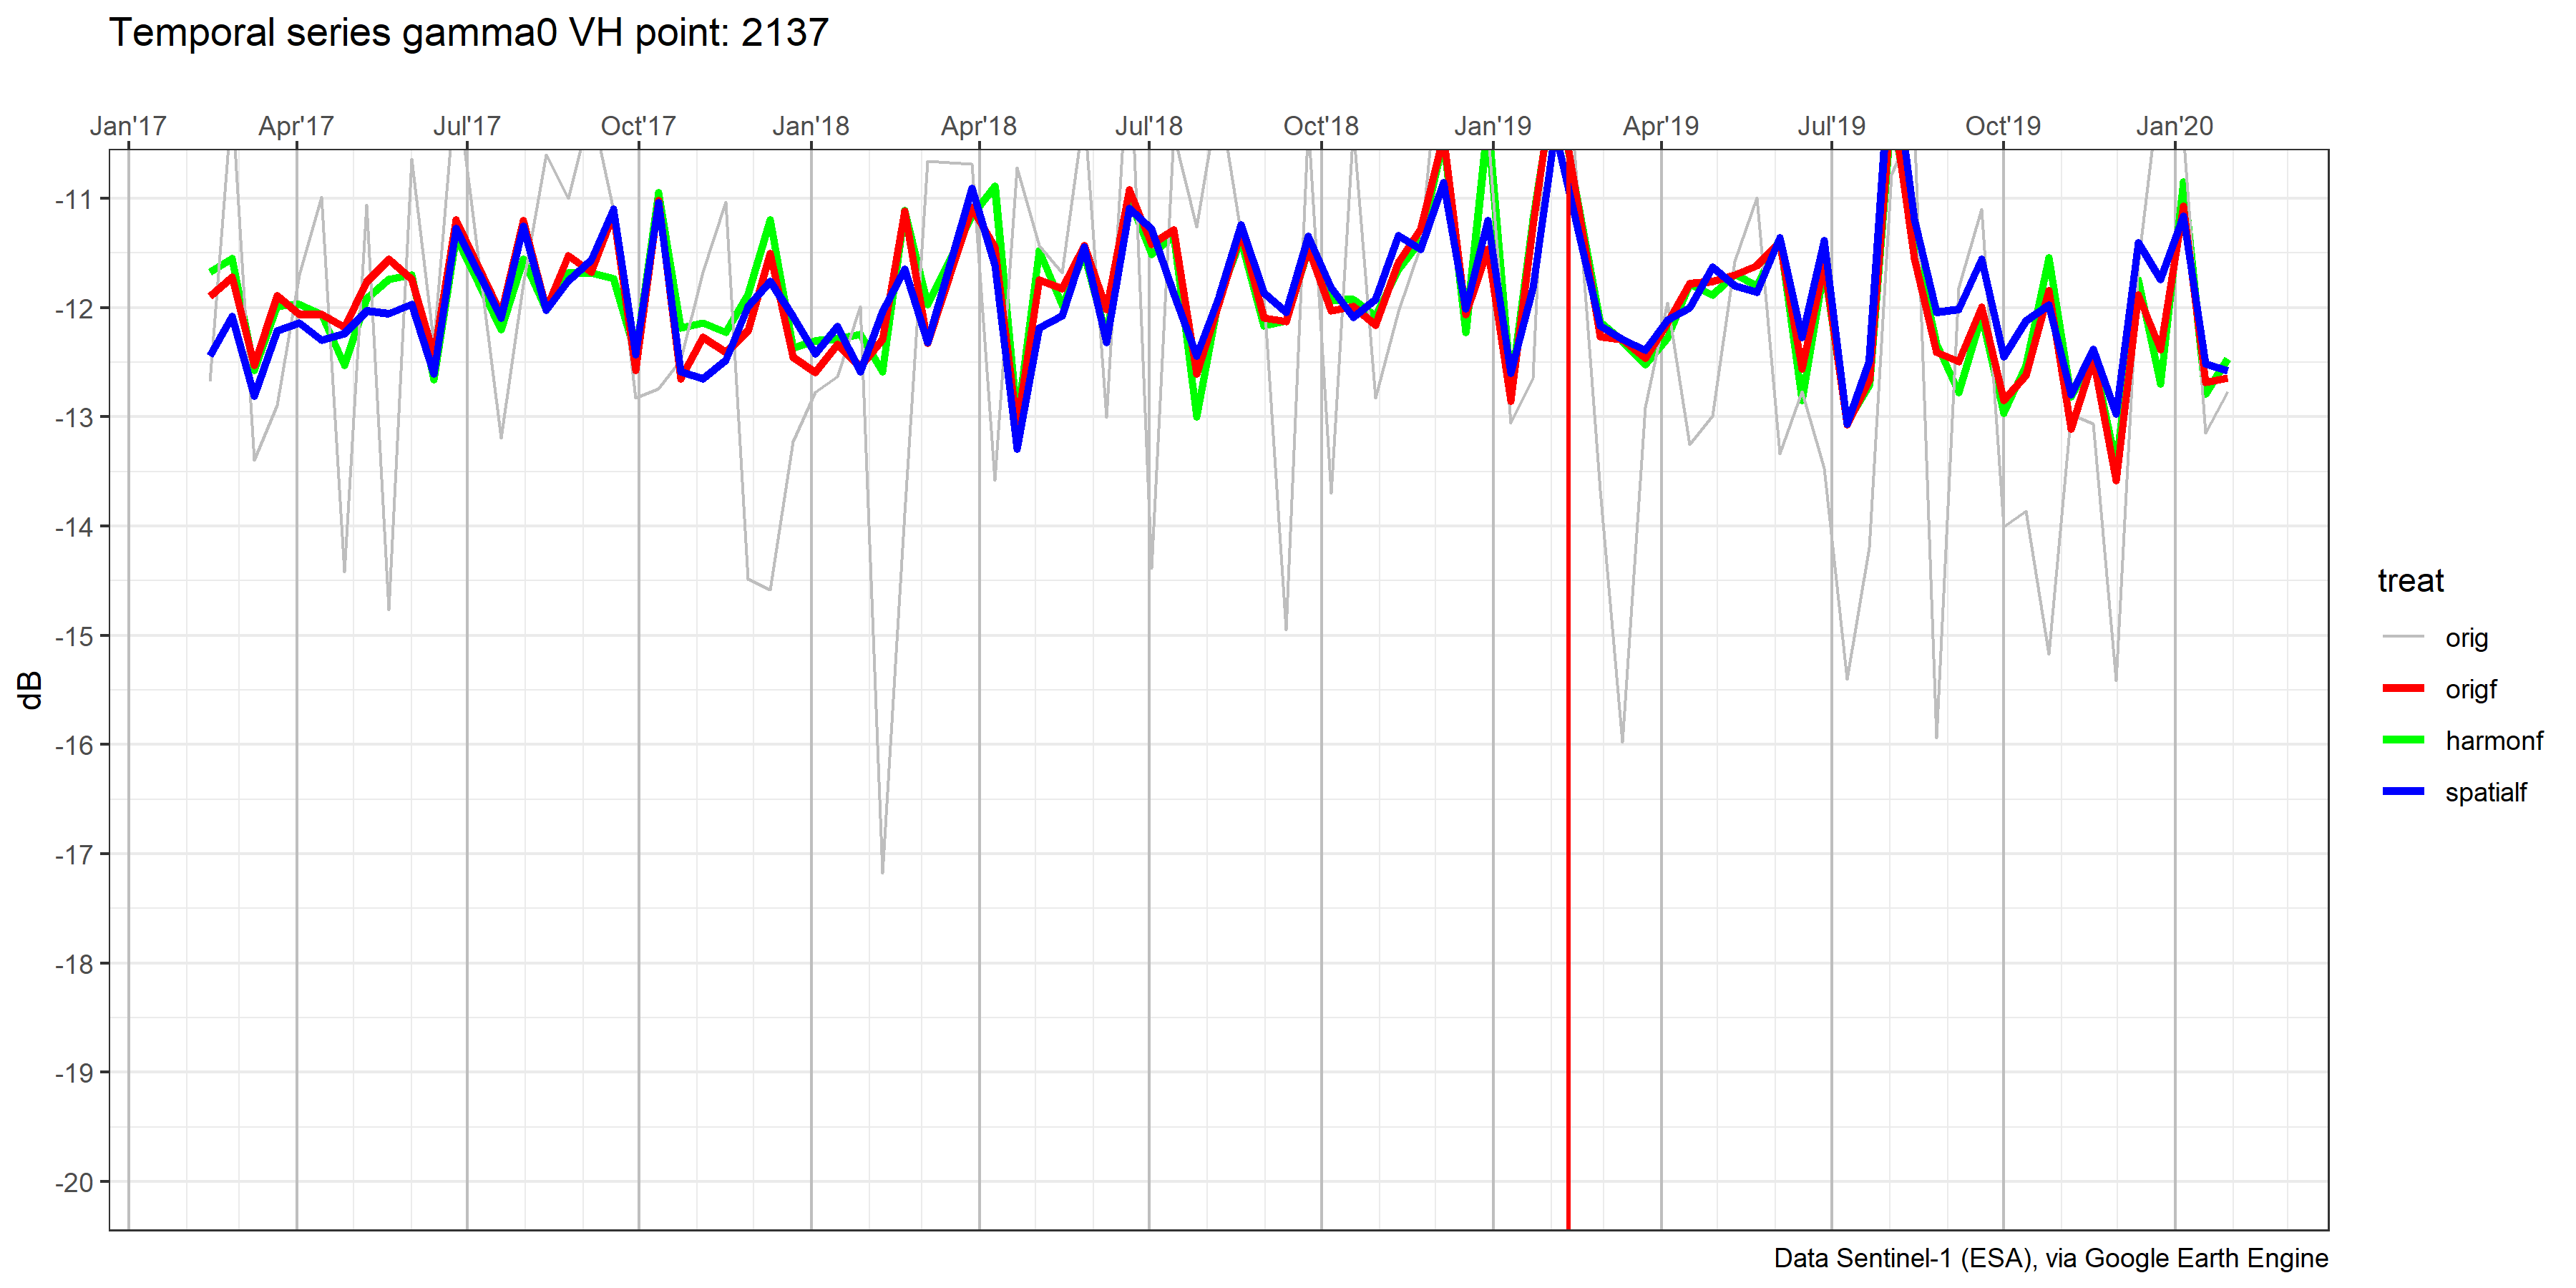 Temporal series gamma0 VH point: 2137
Jan'17 Apr'17 Jul'17 Oct'17 Jan'18 Apr'18 Jul'18 Oct'18 Jan'19 Apr'19 Jul'19 Oct'19 Jan'20
-11
-12
-13
-14
-15
-16
-17
-18
-19
-20
dB
treat
orig
origf
harmonf
spatialf
Data Sentinel-1 (ESA), via Google Earth Engine